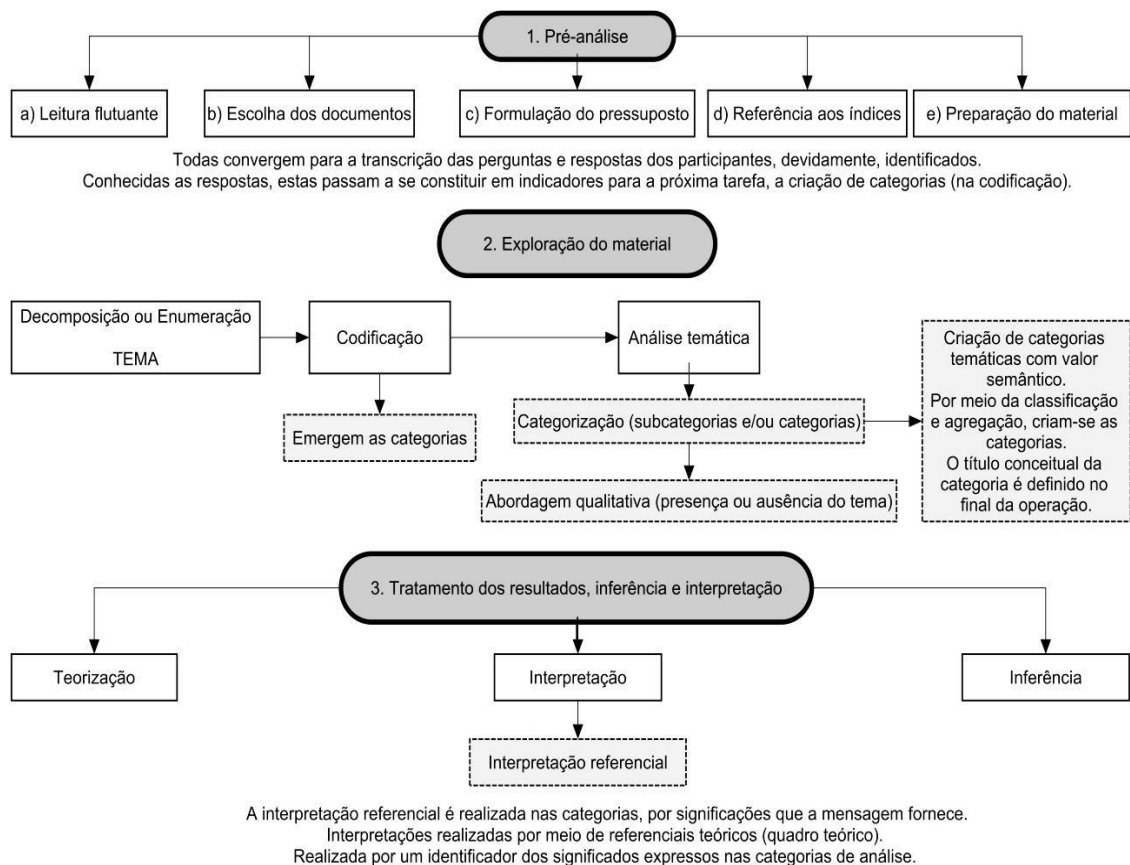 1. Pré-análise
a) Leitura flutuante
b) Escolha dos documentos
c) Formulação do pressuposto
d) Referência aos índices
e) Preparação do material
Todas convergem para a transcrição das perguntas e respostas dos participantes, devidamente, identificados.
Conhecidas as respostas, estas passam a se constituir em indicadores para a próxima tarefa, a criação de categorias (na codificação).
2. Exploração do material
Decomposição ou Enumeração
TEMA
Codificação
Análise temática
Emergem as categorias
Categorização (subcategorias e/ou categorias)
Abordagem qualitativa (presença ou ausência do tema)
Criação de categorias
temáticas com valor
semântico.
Por meio da classificação
e agregação, criam-se as
categorias.
O título conceitual da
categoria é definido no
final da operação.
3. Tratamento dos resultados, inferência e interpretação
Teorização
Interpretação
Inferência
Interpretação referencial
A interpretação referencial é realizada nas categorias, por significações que a mensagem fornece.
Interpretações realizadas por meio de referenciais teóricos (quadro teórico).
Realizada por um identificador dos significados expressos nas categorias de análise.